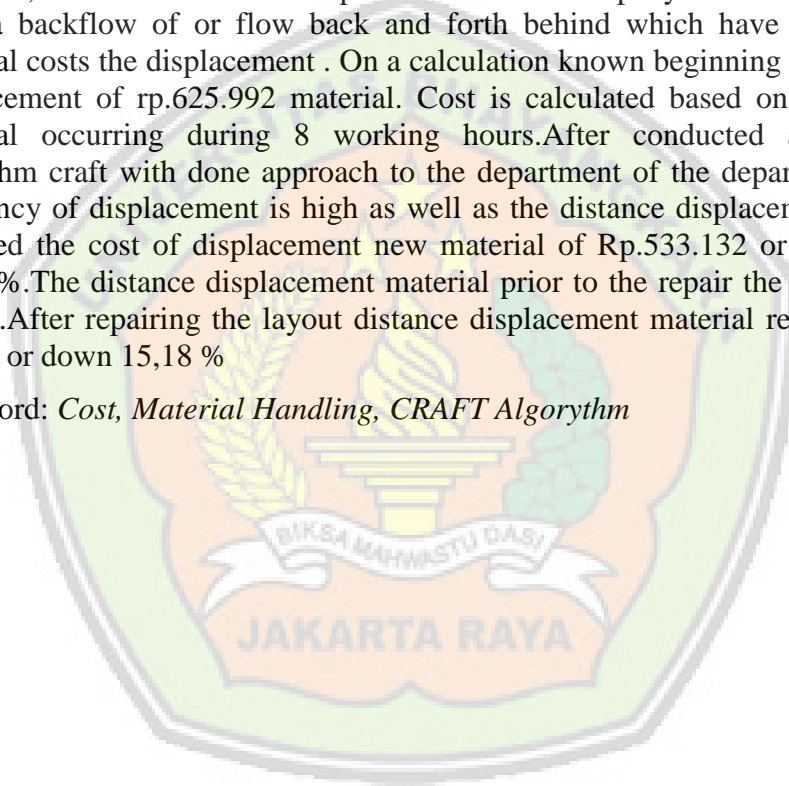 a backflow of or flow back and forth behind which have
al costs the displacement . On a calculation known beginning
cement of rp.625.992 material. Cost is calculated based on
al occurring during 8 working hours.After conducted a
hm craft with done approach to the department of the depar
ncy of displacement is high as well as the distance displacem
ed the cost of displacement new material of Rp.533.132 or
%.The distance displacement material prior to the repair the
.After repairing the layout distance displacement material re
or down 15,18 %
ord: Cost, Material Handling, CRAFT Algorythm
UNIVERSITAS BHAYANGKARA
BIKSA MAHWASTU DASI
JAKARTA RAYA